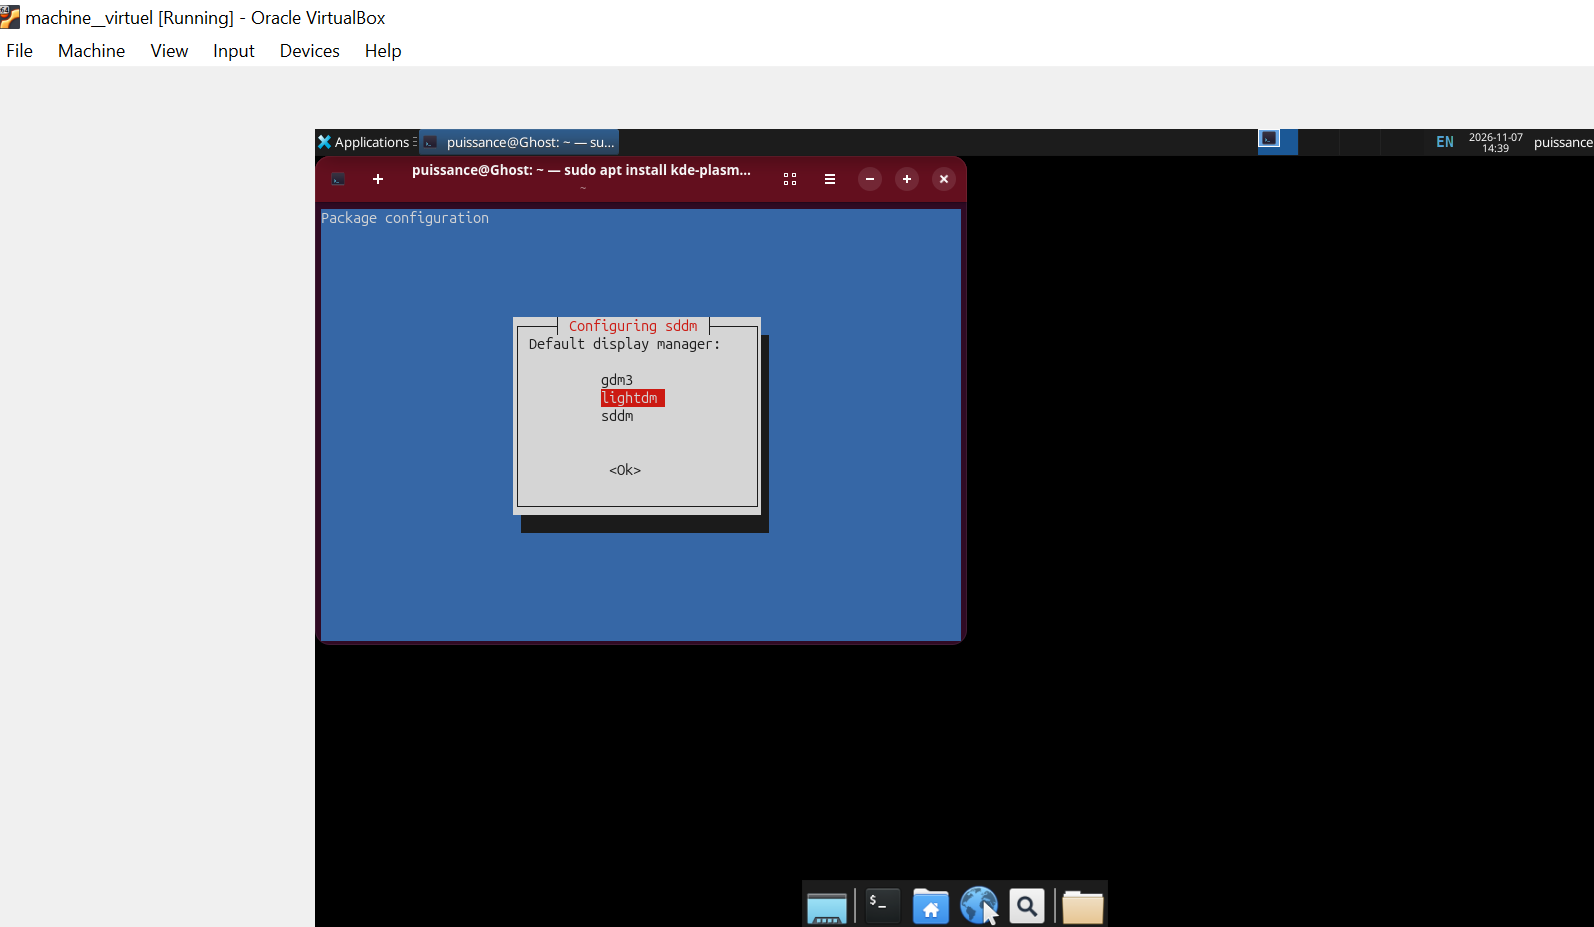 machine__virtuel [Running] - Oracle VirtualBox
File Machine View Input Devices Help
Applications puissance@Ghost: ~ — su... EN 2026-11-07 14:39 puissance
puissance@Ghost: ~ — sudo apt install kde-plasm...
~
Package configuration
Configuring sddm
Default display manager:
gdm3
lightdm
sddm
<Ok>
$_